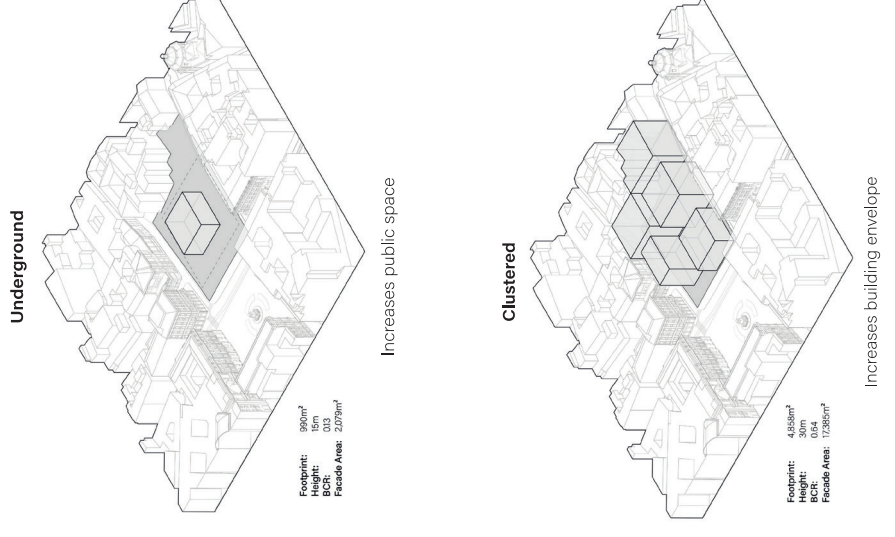 Underground
Footprint: 990m²
Height: 15m
BCR: 0.13
Facade Area: 2,079m²
Increases public space
Clustered
Footprint: 4,858m²
Height: 30m
BCR: 0.64
Facade Area: 17,385m²
Increases building envelope